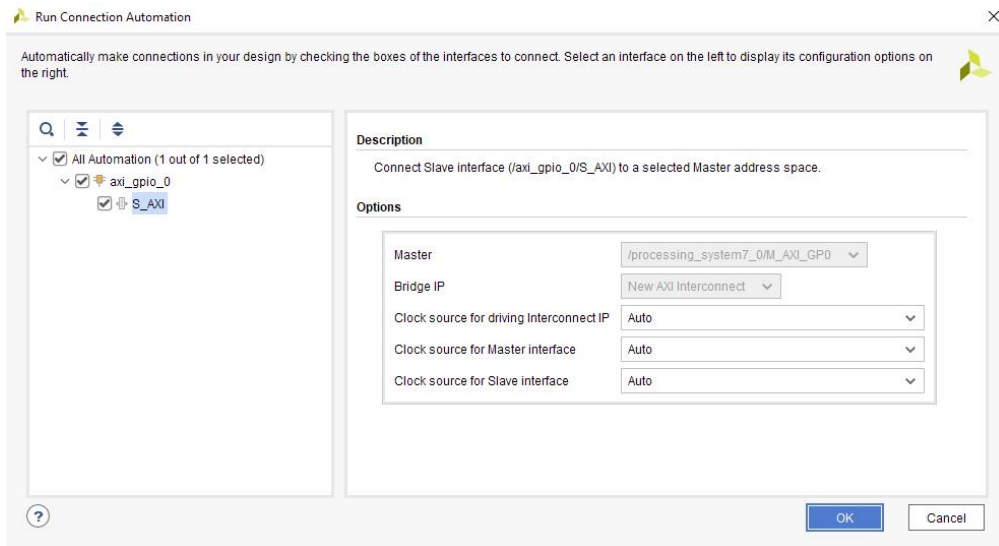 Run Connection Automation
Automatically make connections in your design by checking the boxes of the interfaces to connect. Select an interface on the left to display its configuration options on
the right.
All Automation (1 out of 1 selected)
axi_gpio_0
S_AXI
Description
Connect Slave interface (/axi_gpio_0/S_AXI) to a selected Master address space.
Options
Master /processing_system7_0/M_AXI_GP0
Bridge IP New AXI Interconnect
Clock source for driving Interconnect IP Auto
Clock source for Master interface Auto
Clock source for Slave interface Auto
?
OK Cancel